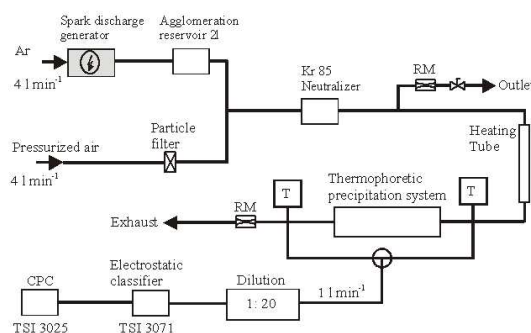 Spark discharge
generator
Agglomeration
reservoir 2l
Ar
4 l min-1
Kr 85
Neutralizer
RM
Outlet
Particle
filter
Pressurized air
4 l min-1
Heating
Tube
Thermophoretic
precipitation system
T
T
RM
Exhaust
CPC
TSI 3025
Electrostatic
classifier
TSI 3071
Dilution
1: 20
1 l min-1